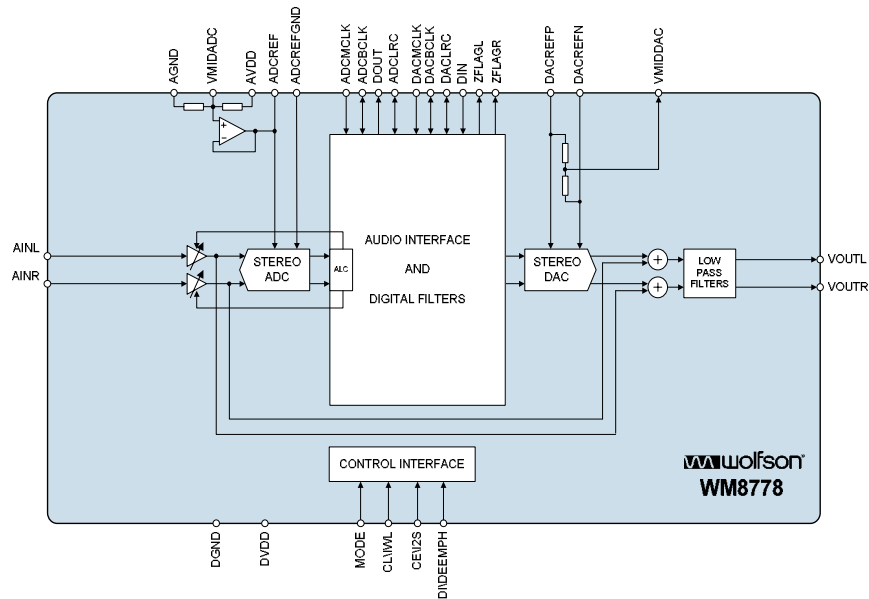 AGND
VMIDADC
AVDD
ADCREF
ADCREFGND
ADCMCLK
ADCBCLK
DOUT
ADCLRC
DACMCLK
DACBCLK
DACLRC
DIN
ZFLAGL
ZFLAGR
DACREFP
DACREFN
VMIDDAC
+
−
AINL
AINR
STEREO
ADC
ALC
AUDIO INTERFACE
AND
DIGITAL FILTERS
STEREO
DAC
+
+
LOW
PASS
FILTERS
VOUTL
VOUTR
CONTROL INTERFACE
wolfson
WM8778
DGND
DVDD
MODE
CL\IWL
CE\I2S
DI\DEEMPH